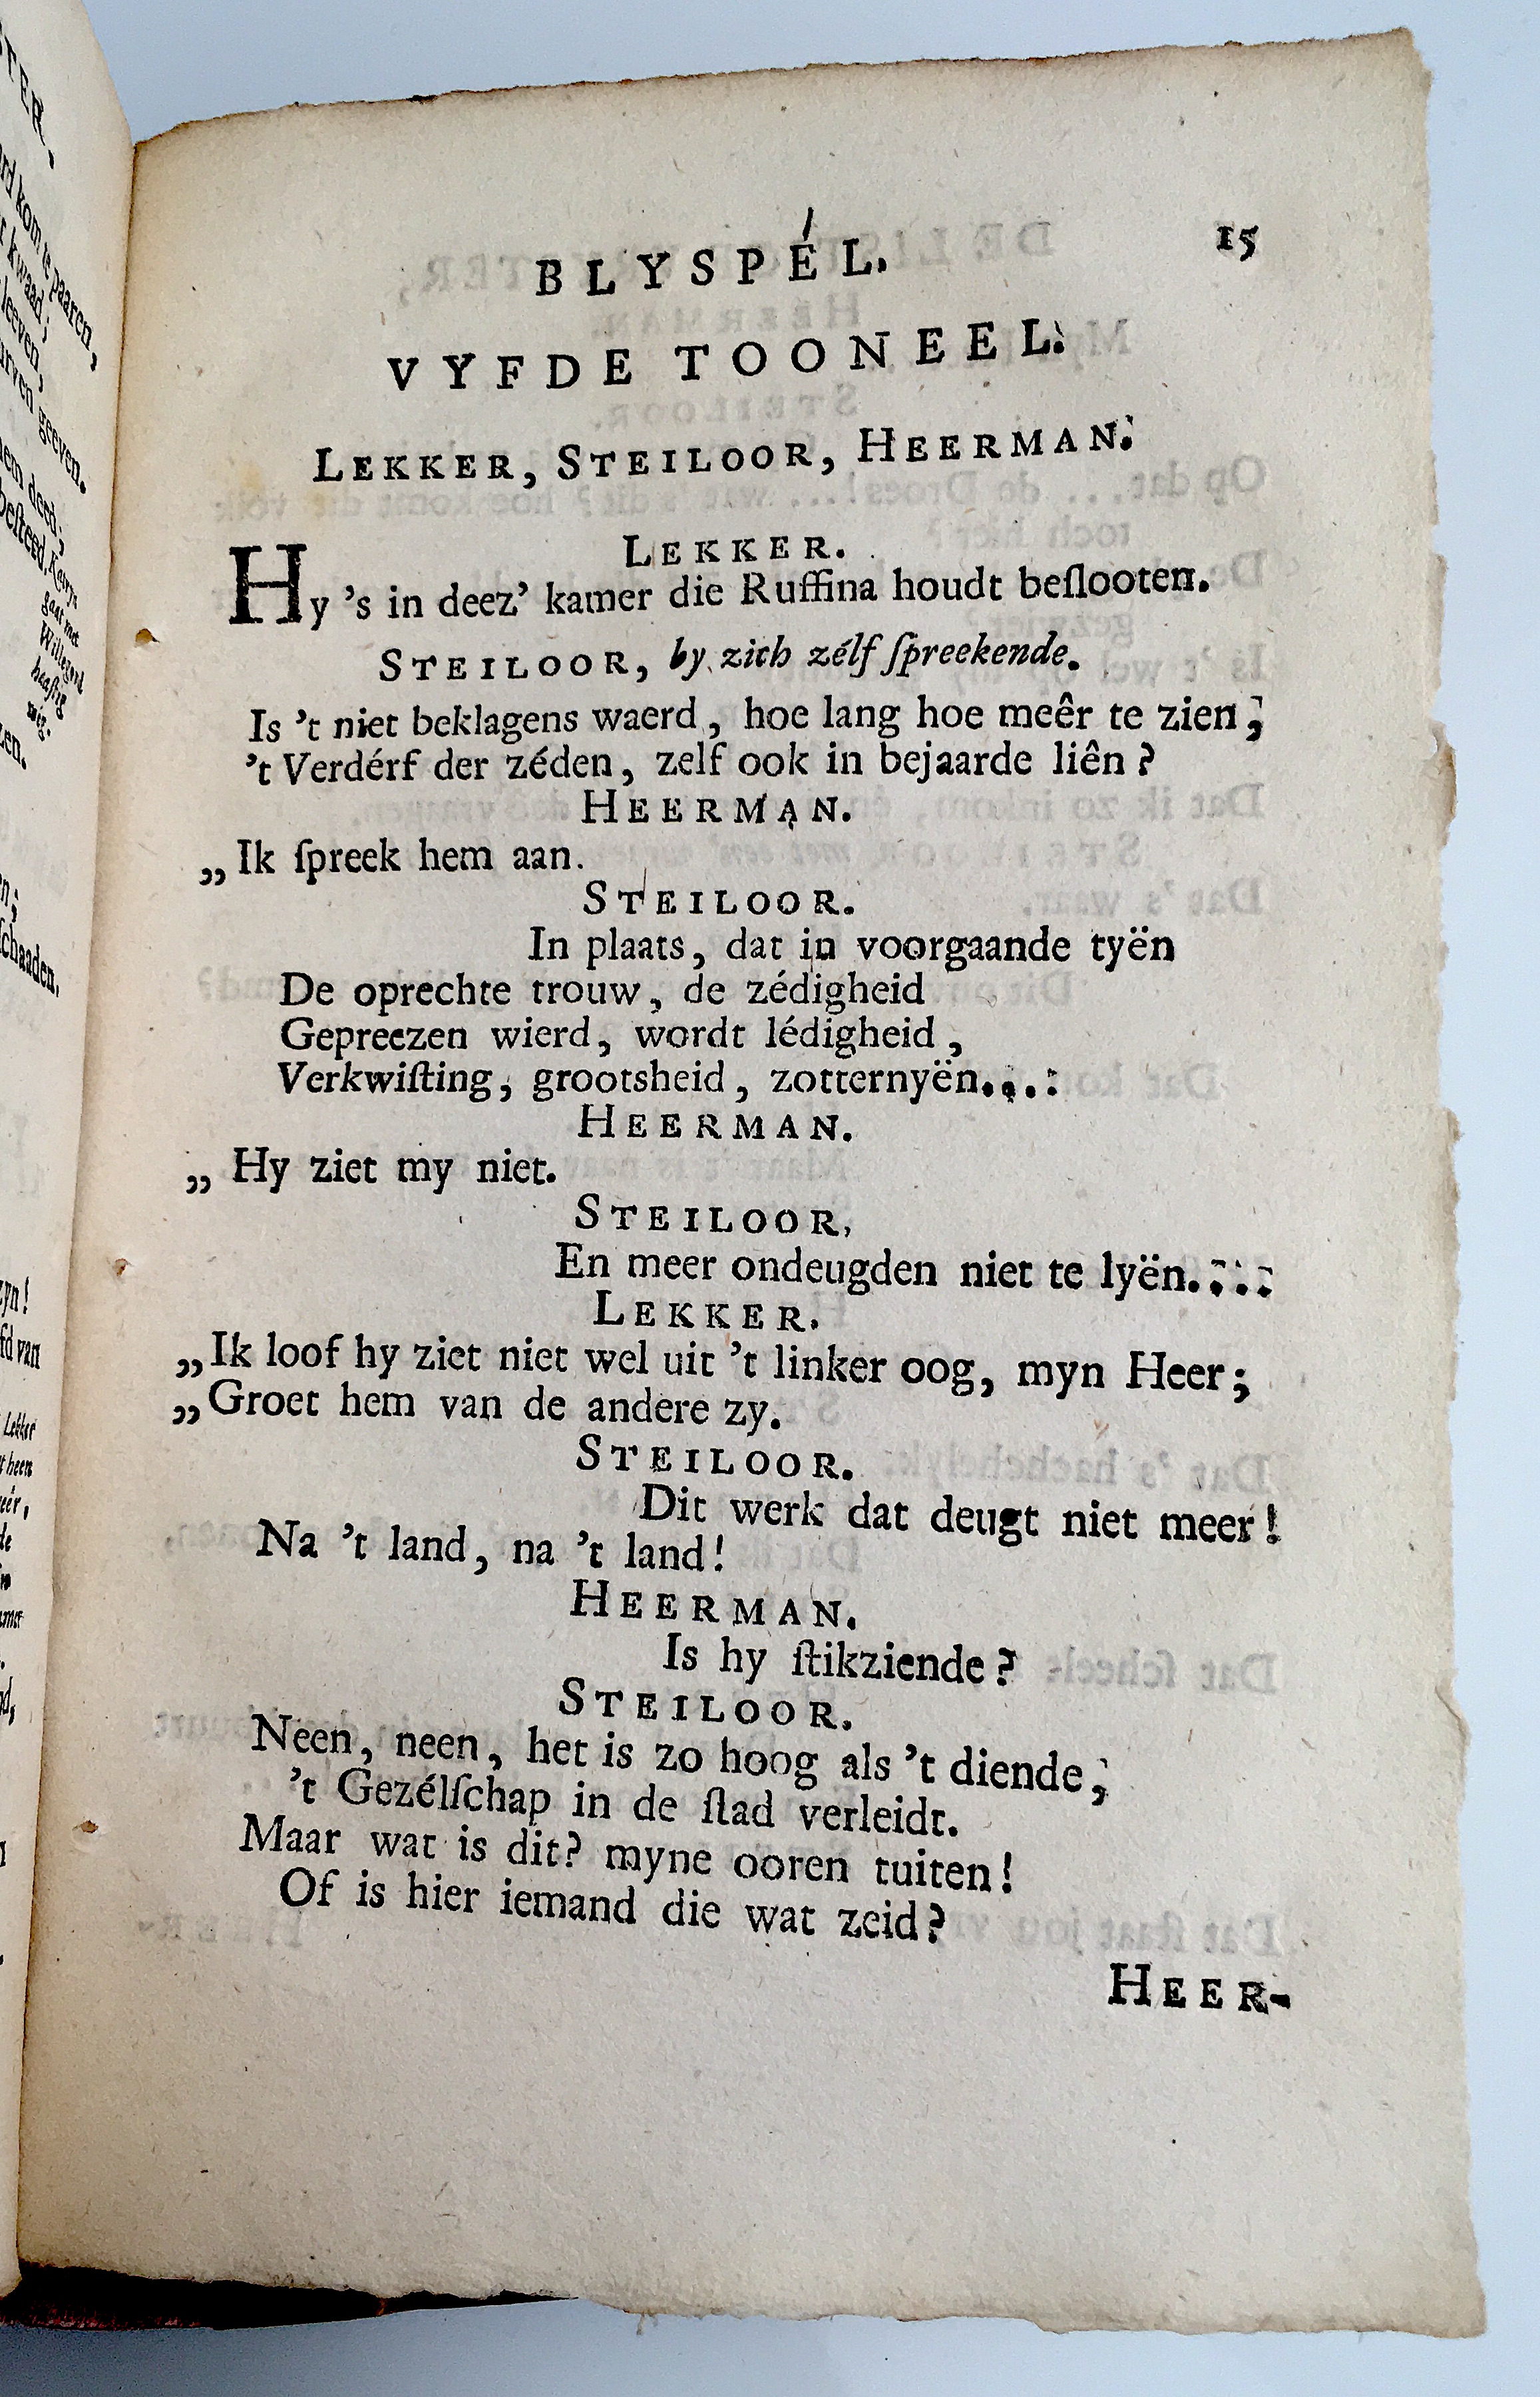 BLYSPÉL. 15
VYFDE TOONEEL.
LEKKER, STEILOOR, HEERMAN.
LEKKER.
Hy 's in deez' kamer die Ruffina houdt beſlooten.
STEILOOR, by zich zélf ſpreekende.
Is 't niet beklagens waerd, hoe lang hoe meêr te zien,
't Verdérf der zéden, zelf ook in bejaarde liên?
HEERMAN.
„Ik ſpreek hem aan.
STEILOOR.
In plaats, dat in voorgaande tyën
De oprechte trouw, de zédigheid
Gepreezen wierd, wordt lédigheid,
Verkwiſting, grootsheid, zotternyën....
HEERMAN.
„ Hy ziet my niet.
STEILOOR,
En meer ondeugden niet te lyën....
LEKKER.
„Ik loof hy ziet niet wel uit 't linker oog, myn Heer;
„Groet hem van de andere zy.
STEILOOR.
Dit werk dat deugt niet meer!
Na 't land, na 't land!
HEERMAN.
Is hy ſtikziende?
STEILOOR.
Neen, neen, het is zo hoog als 't diende,
't Gezélſchap in de ſtad verleidt.
Maar wat is dit? myne ooren tuiten!
Of is hier iemand die wat zeid?
HEER-